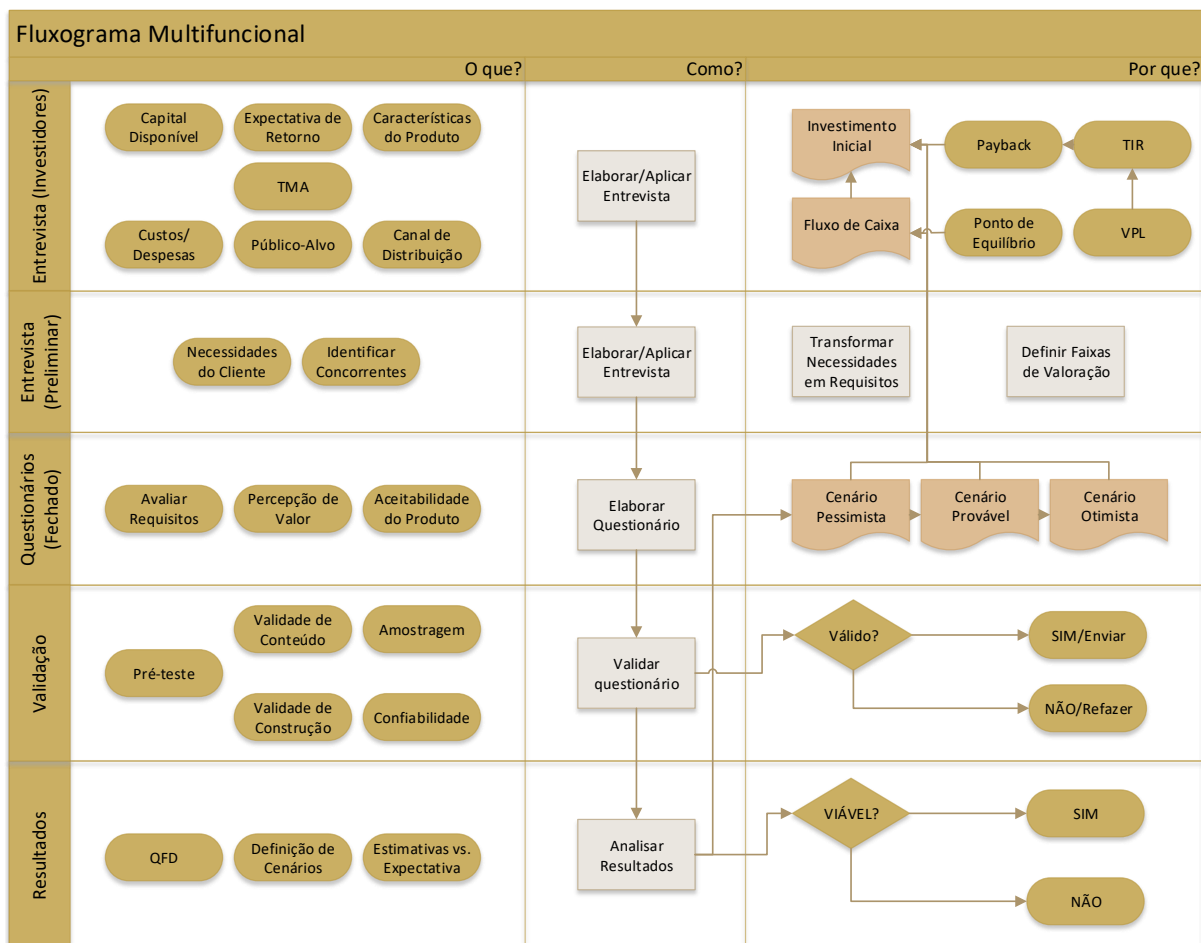 Fluxograma Multifuncional
O que?
Como?
Por que?
Entrevista (Investidores)
Capital
Disponível
Expectativa de
Retorno
Características
do Produto
TMA
Custos/
Despesas
Público-Alvo
Canal de
Distribuição
Elaborar/Aplicar
Entrevista
Investimento
Inicial
Payback
TIR
Fluxo de Caixa
Ponto de
Equilíbrio
VPL
Entrevista
(Preliminar)
Necessidades
do Cliente
Identificar
Concorrentes
Elaborar/Aplicar
Entrevista
Transformar
Necessidades
em Requisitos
Definir Faixas
de Valoração
Questionários
(Fechado)
Avaliar
Requisitos
Percepção de
Valor
Aceitabilidade
do Produto
Elaborar
Questionário
Cenário
Pessimista
Cenário
Provável
Cenário
Otimista
Validação
Pré-teste
Validade de
Conteúdo
Amostragem
Validade de
Construção
Confiabilidade
Validar
questionário
Válido?
SIM/Enviar
NÃO/Refazer
Resultados
QFD
Definição de
Cenários
Estimativas vs.
Expectativa
Analisar
Resultados
VIÁVEL?
SIM
NÃO